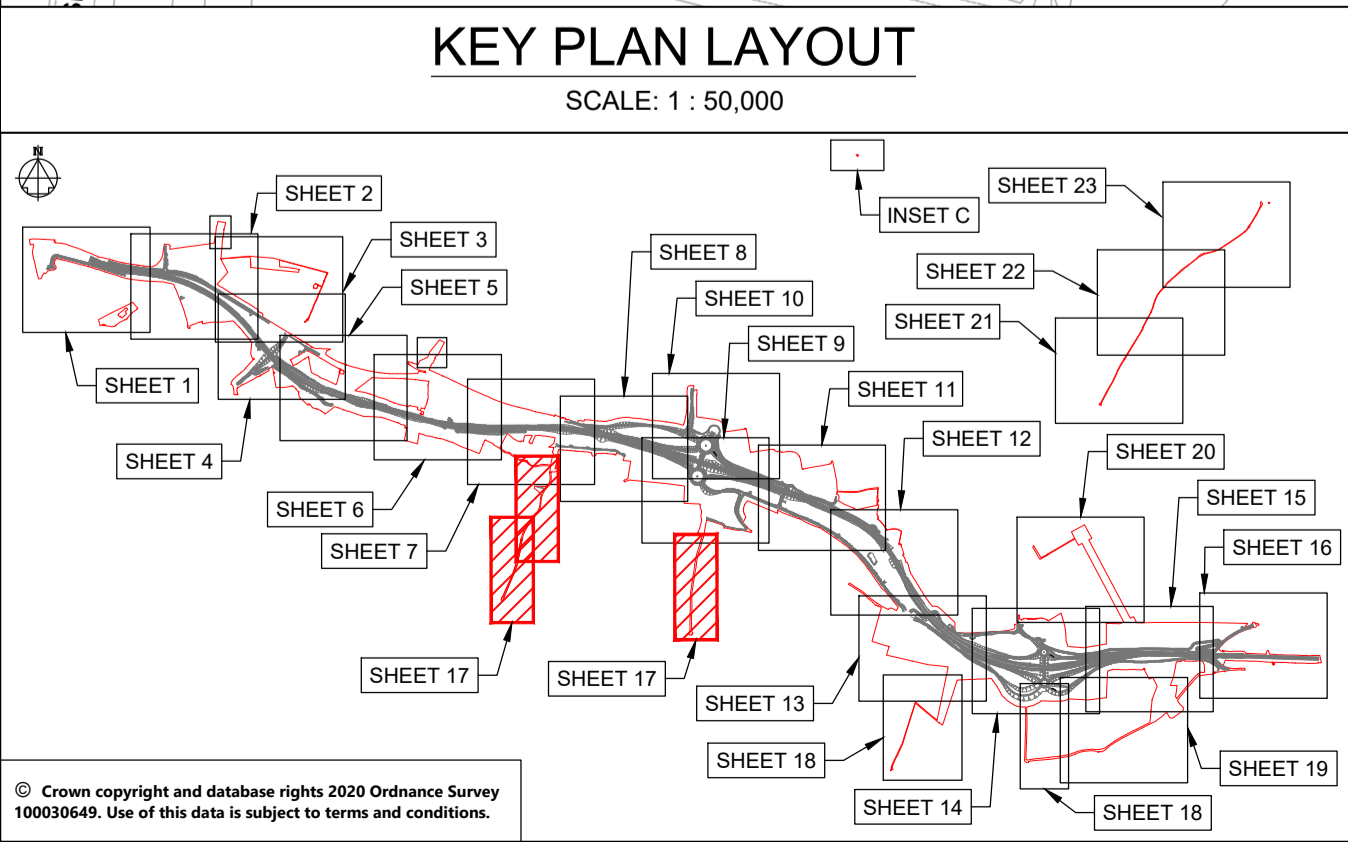 KEY PLAN LAYOUT
SCALE: 1 : 50,000
N
SHEET 2
SHEET 23
INSET C
SHEET 3
SHEET 8
SHEET 22
SHEET 5
SHEET 10
SHEET 21
SHEET 9
SHEET 1
SHEET 11
SHEET 12
SHEET 4
SHEET 20
SHEET 15
SHEET 6
SHEET 7
SHEET 16
SHEET 17
SHEET 17
SHEET 13
SHEET 18
SHEET 19
SHEET 14
SHEET 18
© Crown copyright and database rights 2020 Ordnance Survey
100030649. Use of this data is subject to terms and conditions.